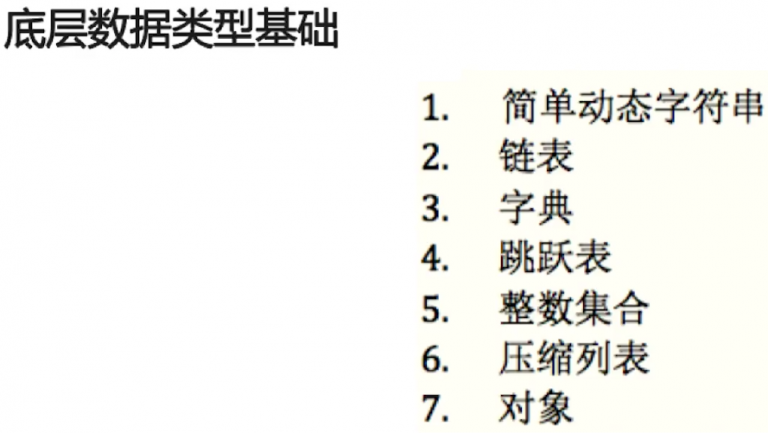 底层数据类型基础
1. 简单动态字符串
2. 链表
3. 字典
4. 跳跃表
5. 整数集合
6. 压缩列表
7. 对象